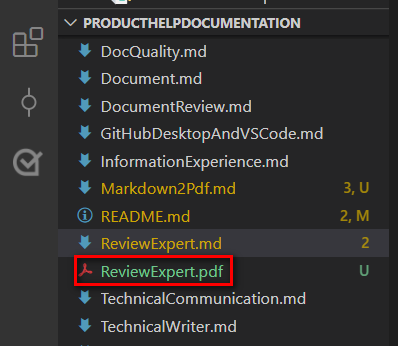 PRODUCTHELPDOCUMENTATION
DocQuality.md
Document.md
DocumentReview.md
GitHubDesktopAndVSCode.md
InformationExperience.md
Markdown2Pdf.md 3, U
README.md 2, M
ReviewExpert.md 2
ReviewExpert.pdf U
TechnicalCommunication.md
TechnicalWriter.md